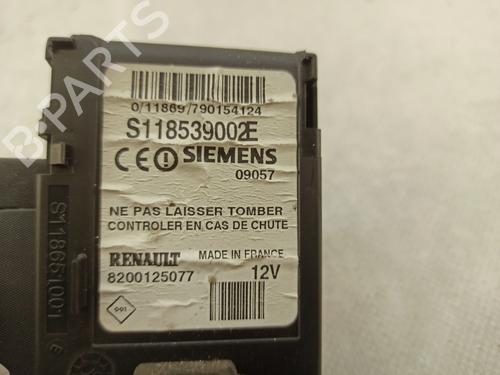 0/11869/790154124
S118539002E
CE SIEMENS
09057
NE PAS LAISSER TOMBER
CONTROLER EN CAS DE CHUTE
RENAULT MADE IN FRANCE
8200125077 12V
S118651001
B-PARTS